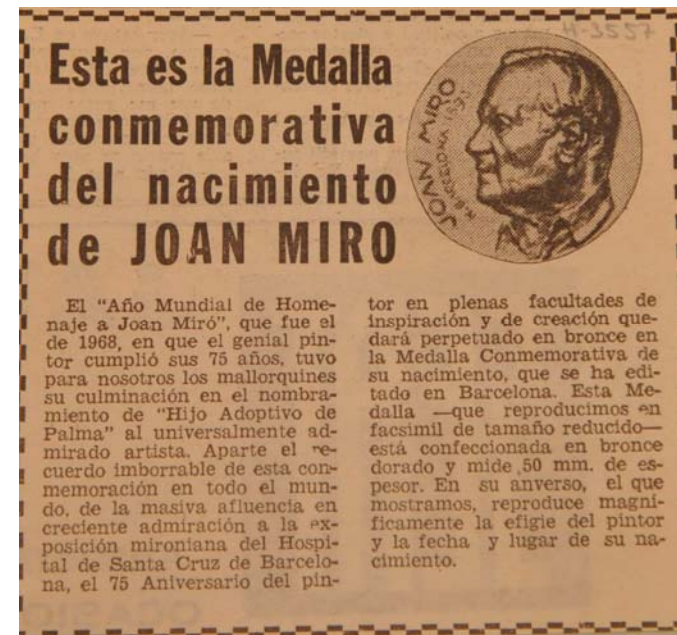 H-3557
Esta es la Medalla
conmemorativa
del nacimiento
de JOAN MIRO
JOAN MIRO
BARCELONA
El "Año Mundial de Home-
naje a Joan Miró", que fue el
de 1968, en que el genial pin-
tor cumplió sus 75 años, tuvo
para nosotros los mallorquines
su culminación en el nombra-
miento de "Hijo Adoptivo de
Palma" al universalmente ad-
mirado artista. Aparte el re-
cuerdo imborrable de esta con-
memoración en todo el mun-
do, de la masiva afluencia en
creciente admiración a la ex-
posición mironiana del Hospi-
tal de Santa Cruz de Barcelo-
na, el 75 Aniversario del pin-
tor en plenas facultades de
inspiración y de creación que-
dará perpetuado en bronce en
la Medalla Conmemorativa de
su nacimiento, que se ha edi-
tado en Barcelona. Esta Me-
dalla —que reproducimos en
facsimil de tamaño reducido—
está confeccionada en bronce
dorado y mide 50 mm. de es-
pesor. En su anverso, el que
mostramos, reproduce magni-
ficamente la efigie del pintor
y la fecha y lugar de su na-
cimiento.